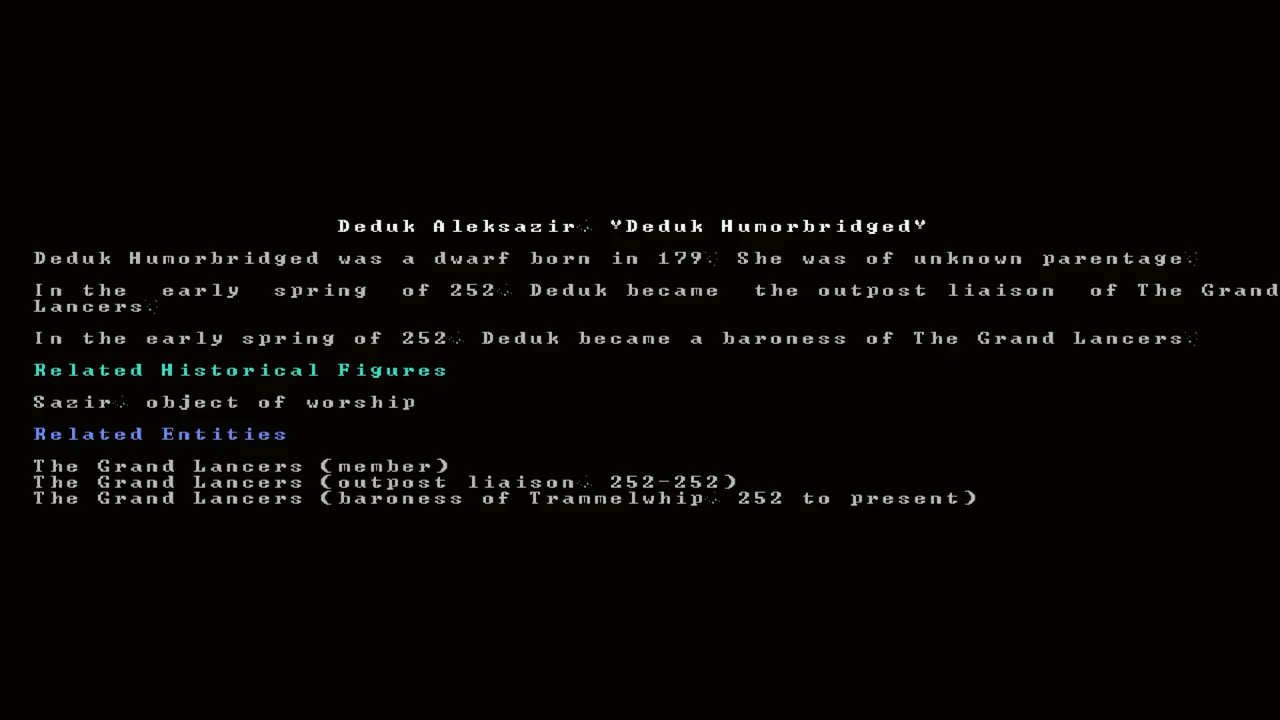 Deduk Aleksazir, "Deduk Humorbridged"
Deduk Humorbridged was a dwarf born in 179. She was of unknown parentage.
In the early spring of 252, Deduk became the outpost liaison of The Grand
Lancers.
In the early spring of 252, Deduk became a baroness of The Grand Lancers.
Related Historical Figures
Sazir, object of worship
Related Entities
The Grand Lancers (member)
The Grand Lancers (outpost liaison, 252-252)
The Grand Lancers (baroness of Trammelwhip, 252 to present)